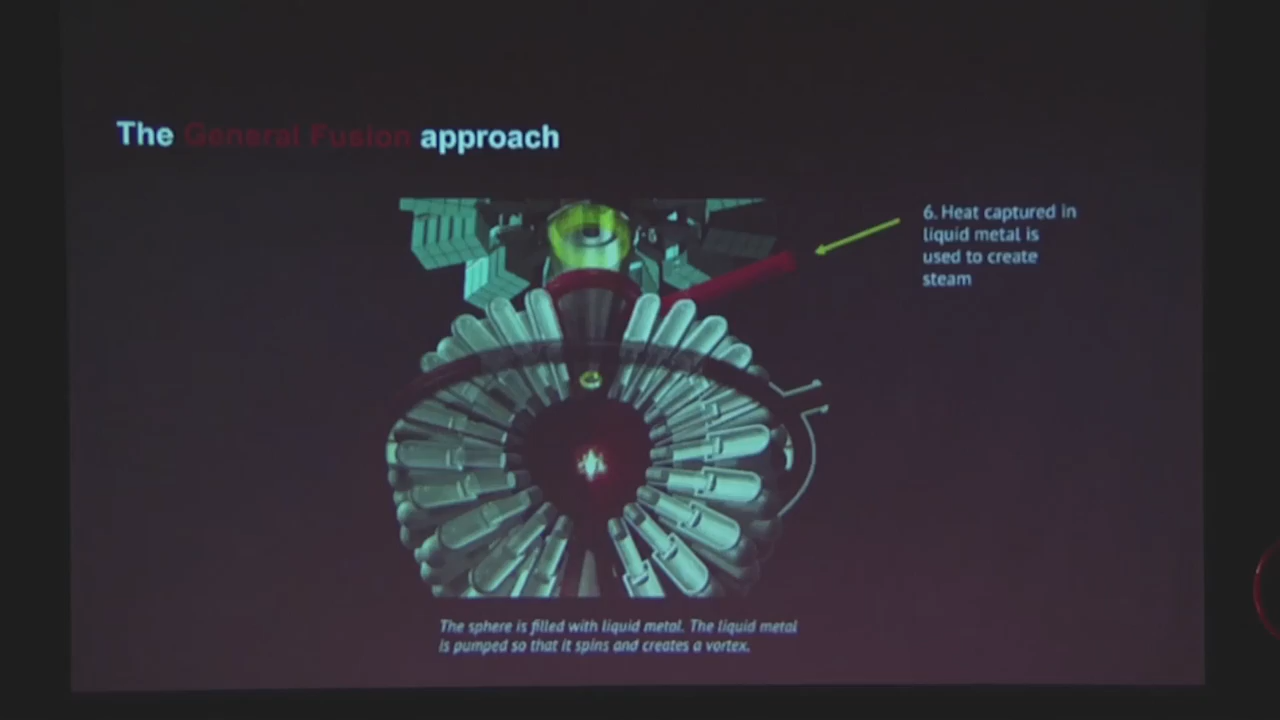 The General Fusion approach
6. Heat captured in
liquid metal is
used to create
steam
The sphere is filled with liquid metal. The liquid metal
is pumped so that it spins and creates a vortex.